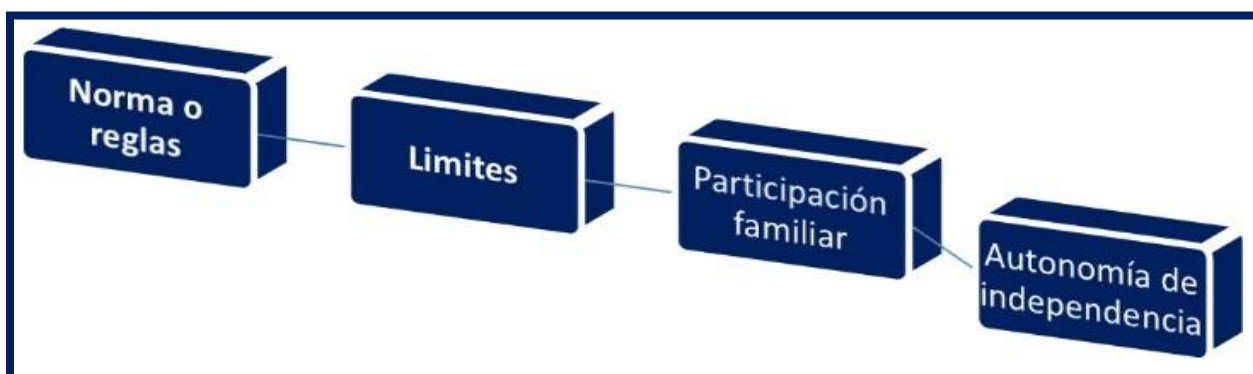 Norma o
reglas
Limites
Participación
familiar
Autonomía de
independencia